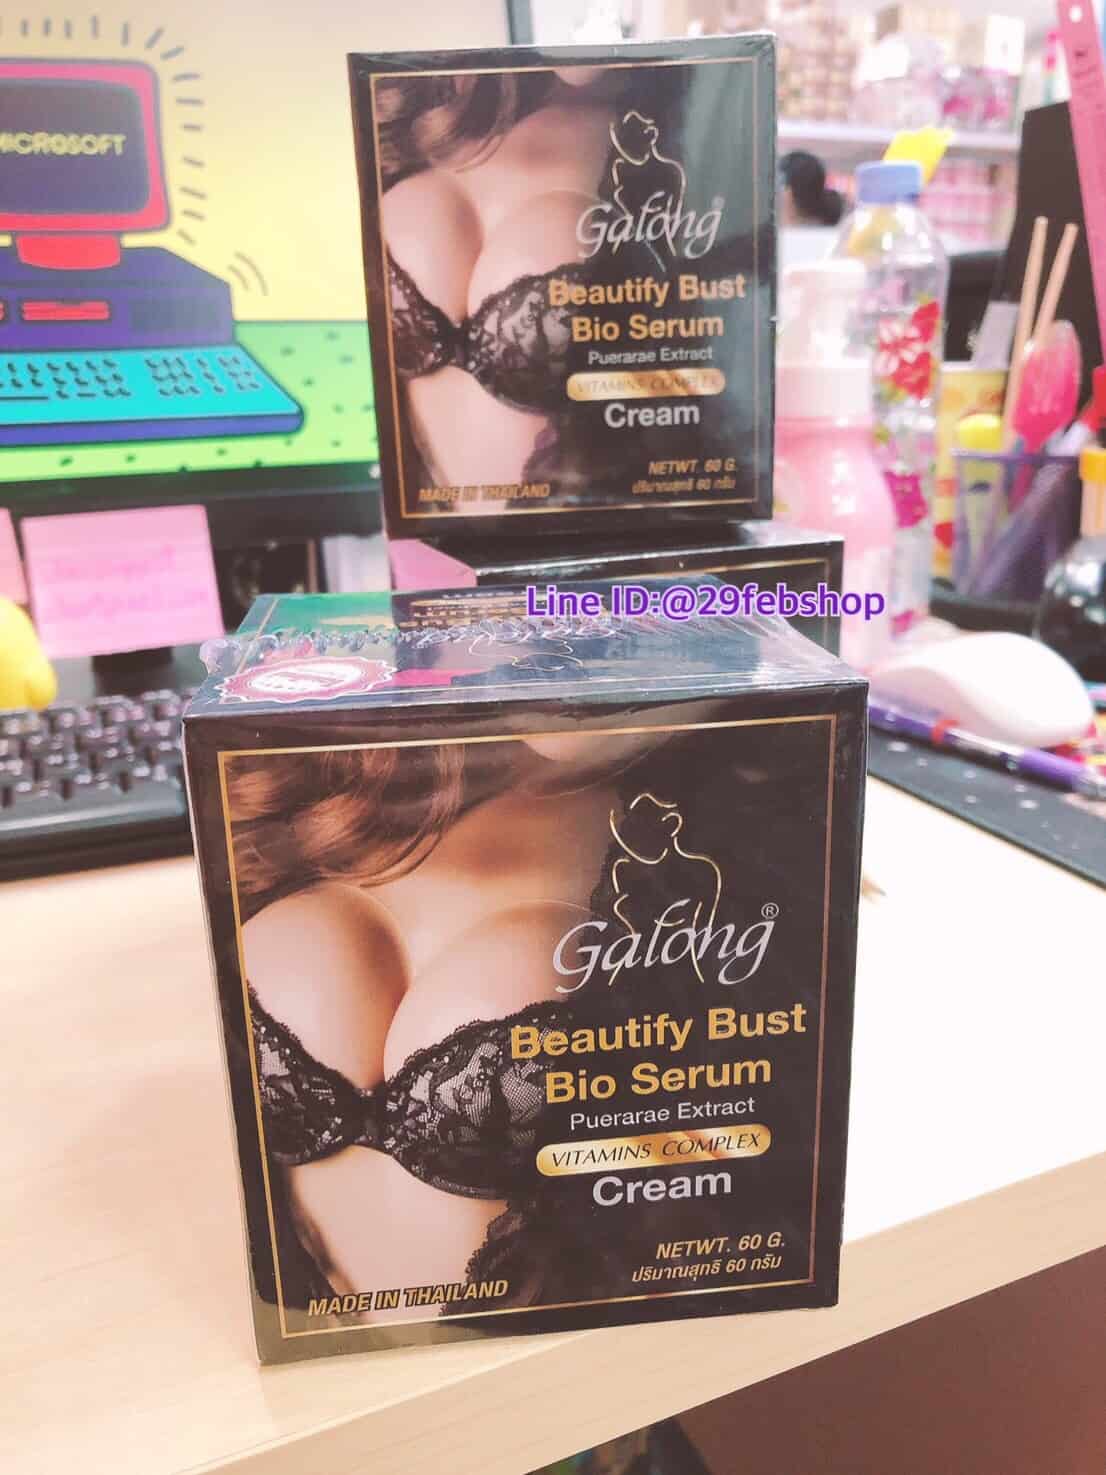 MICROSOFT
Galong®
Beautify Bust
Bio Serum
Puerarae Extract
VITAMINS COMPLEX
Cream
NETWT. 60 G.
ปริมาณสุทธิ 60 กรัม
MADE IN THAILAND
Line ID:@29febshop
Galong®
Beautify Bust
Bio Serum
Puerarae Extract
VITAMINS COMPLEX
Cream
NETWT. 60 G.
ปริมาณสุทธิ 60 กรัม
MADE IN THAILAND